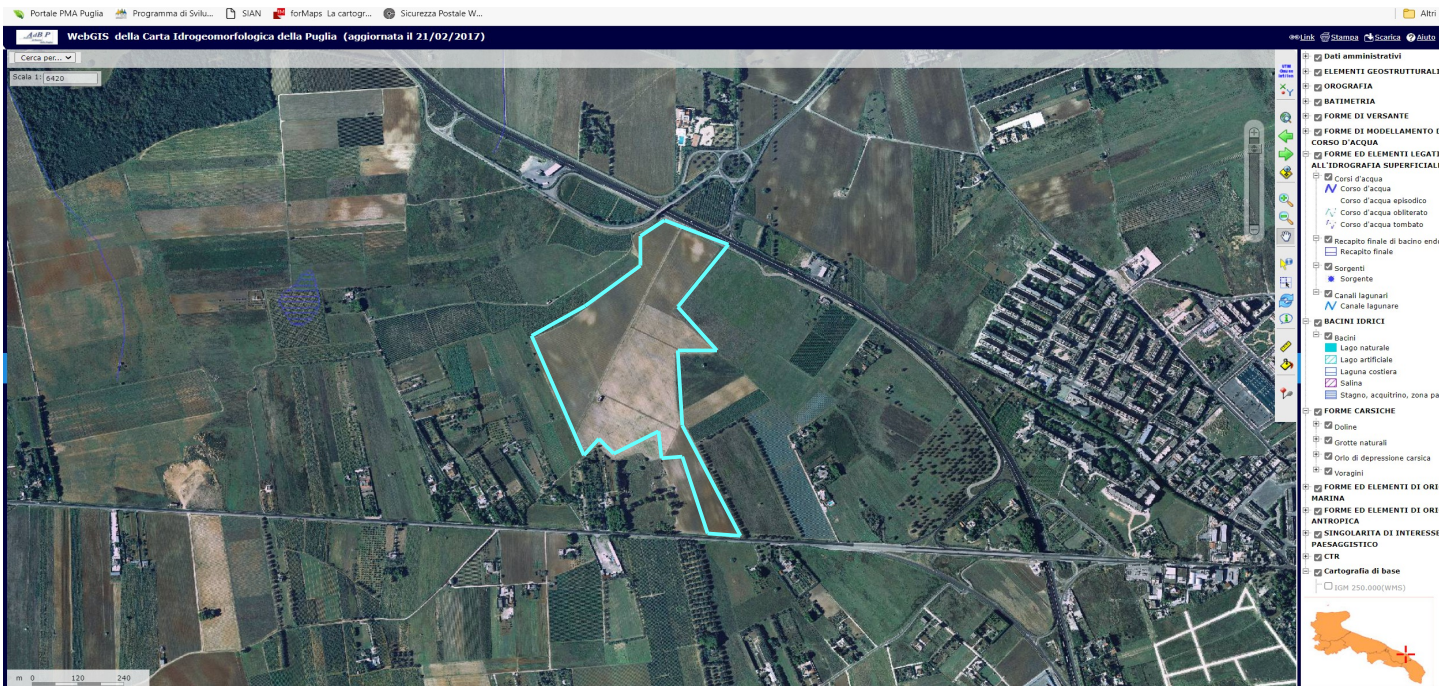 Portale PMA Puglia
Programma di Svilu...
SIAN
forMaps La cartogr...
Sicurezza Postale W...
Altri
AdB P
WebGIS della Carta Idrogeomorfologica della Puglia (aggiornata il 21/02/2017)
Link Stampa Scarica Aiuto
Cerca per...
Scala 1: 6420
Dati amministrativi
ELEMENTI GEOSTRUTTURALI
OROGRAFIA
BATIMETRIA
FORME DI VERSANTE
FORME DI MODELLAMENTO D
CORSO D'ACQUA
FORME ED ELEMENTI LEGATI
ALL'IDROGRAFIA SUPERFICIALE
Corsi d'acqua
Corso d'acqua
Corso d'acqua episodico
Corso d'acqua obliterato
Corso d'acqua tombato
Recapito finale di bacino endo
Recapito finale
Sorgenti
Sorgente
Canali lagunari
Canale lagunare
BACINI IDRICI
Bacini
Lago naturale
Lago artificiale
Laguna costiera
Salina
Stagno, acquitrino, zona pa
FORME CARSICHE
Doline
Grotte naturali
Orlo di depressione carsica
Voragini
FORME ED ELEMENTI DI ORI
MARINA
FORME ED ELEMENTI DI ORI
ANTROPICA
SINGOLARITA DI INTERESSE
PAESAGGISTICO
CTR
Cartografia di base
IGM 250.000(WMS)
m 0 120 240